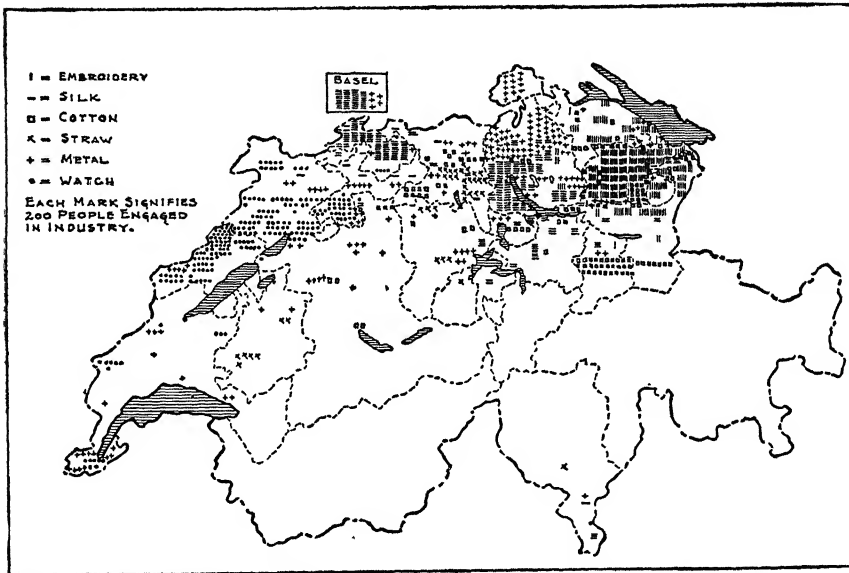 BASEL
I = EMBROIDERY
— = SILK
□ = COTTON
x = STRAW
+ = METAL
• = WATCH
EACH MARK SIGNIFIES
200 PEOPLE ENGAGED
IN INDUSTRY.